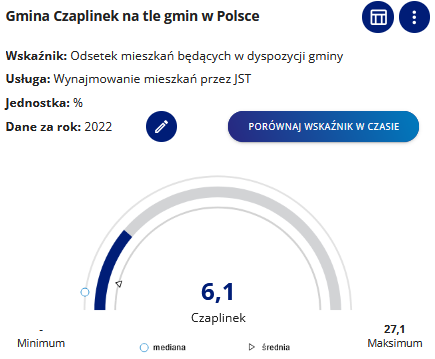 Gmina Czaplinek na tle gmin w Polsce
Wskaźnik: Odsetek mieszkań będących w dyspozycji gminy
Usługa: Wynajmowanie mieszkań przez JST
Jednostka: %
Dane za rok: 2022
PORÓWNAJ WSKAŹNIK W CZASIE
6,1
Czaplinek
-
Minimum
27,1
Maksimum
mediana
średnia